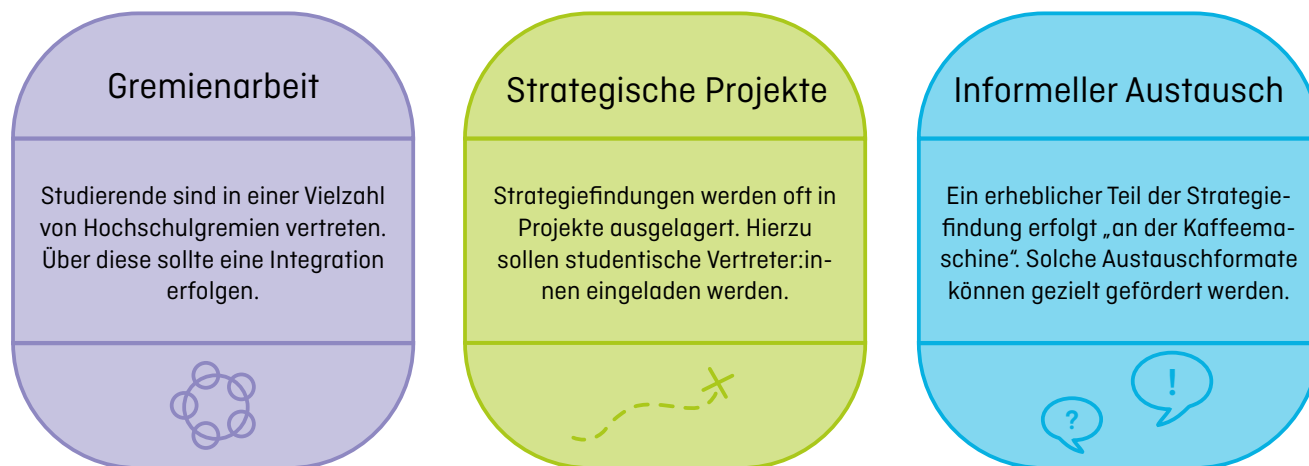 Gremienarbeit
Studierende sind in einer Vielzahl
von Hochschulgremien vertreten.
Über diese sollte eine Integration
erfolgen.
Strategische Projekte
Strategiefindungen werden oft in
Projekte ausgelagert. Hierzu
sollen studentische Vertreter:in-
nen eingeladen werden.
Informeller Austausch
Ein erheblicher Teil der Strategie-
findung erfolgt „an der Kaffeema-
schine“. Solche Austauschformate
können gezielt gefördert werden.
?
!